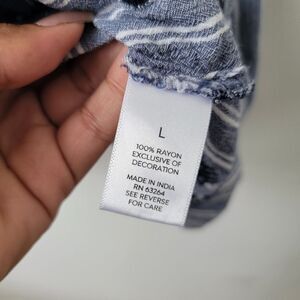 L
100% RAYON
EXCLUSIVE OF
DECORATION
MADE IN INDIA
RN 63264
SEE REVERSE
FOR CARE